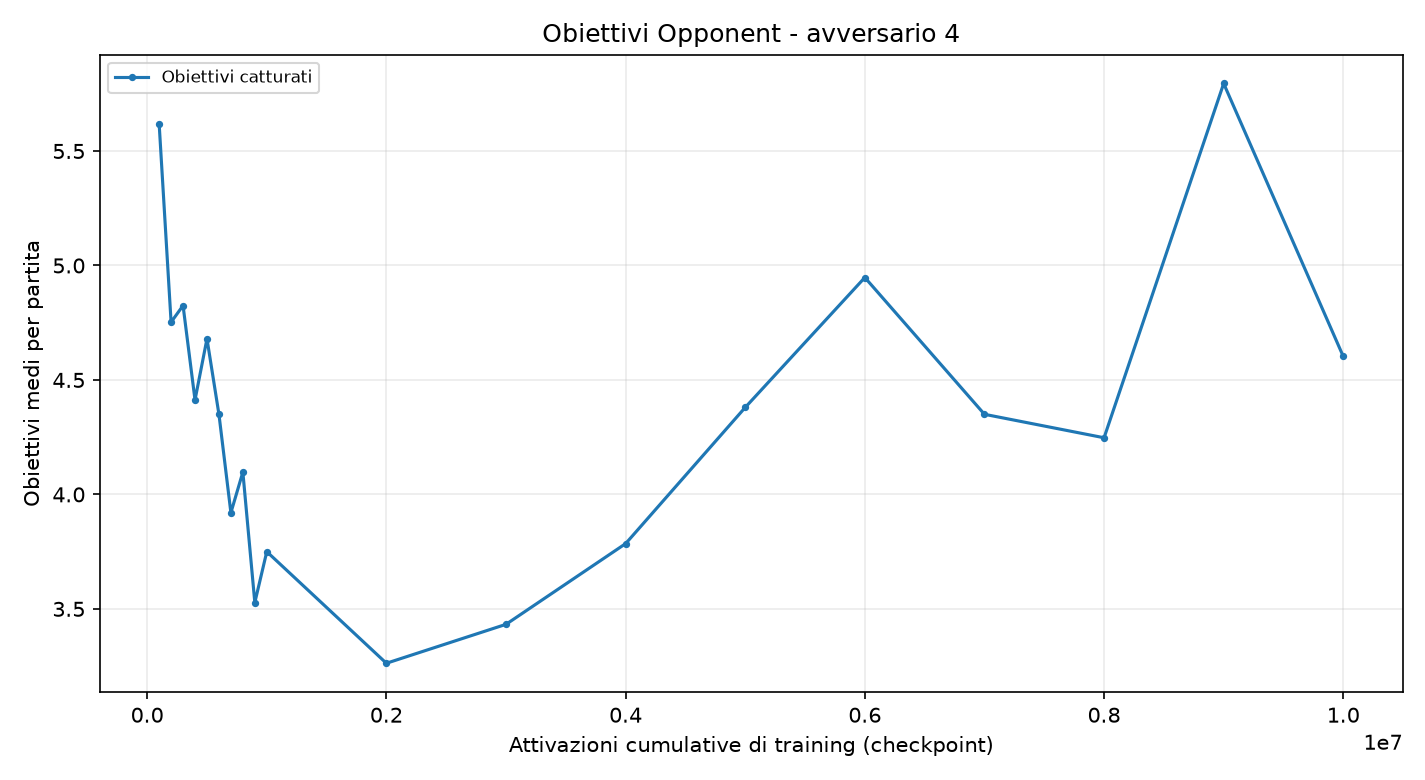 Obiettivi Opponent - avversario 4
Obiettivi catturati
Obiettivi medi per partita
5.5
5.0
4.5
4.0
3.5
0.0 0.2 0.4 0.6 0.8 1.0
1e7
Attivazioni cumulative di training (checkpoint)